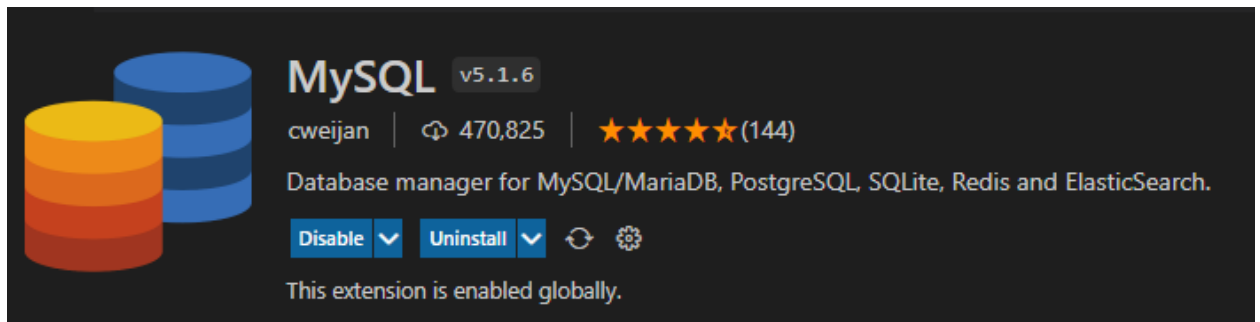 MySQL v5.1.6
cweijan 470,825 (144)
Database manager for MySQL/MariaDB, PostgreSQL, SQLite, Redis and ElasticSearch.
Disable Uninstall
This extension is enabled globally.